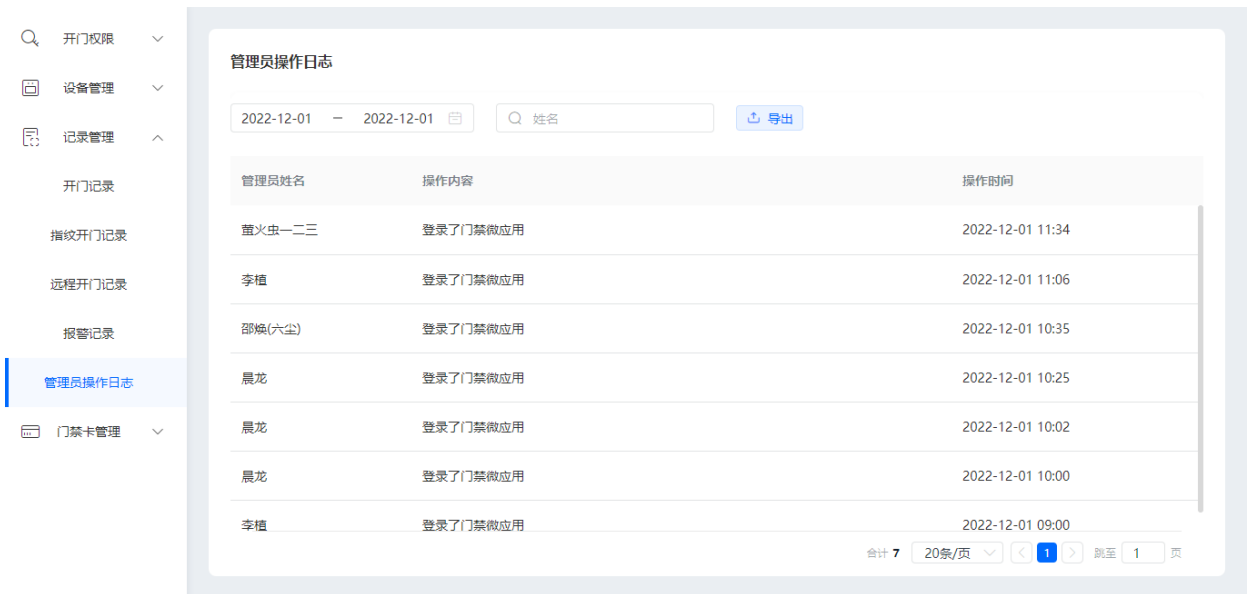 开门权限
设备管理
记录管理
开门记录
指纹开门记录
远程开门记录
报警记录
管理员操作日志
门禁卡管理
管理员操作日志
2022-12-01 – 2022-12-01 姓名 导出
管理员姓名 操作内容 操作时间
萤火虫一二三 登录了门禁微应用 2022-12-01 11:34
李植 登录了门禁微应用 2022-12-01 11:06
邵焕(六尘) 登录了门禁微应用 2022-12-01 10:35
晨龙 登录了门禁微应用 2022-12-01 10:25
晨龙 登录了门禁微应用 2022-12-01 10:02
晨龙 登录了门禁微应用 2022-12-01 10:00
李植 登录了门禁微应用 2022-12-01 09:00
合计 7 20条/页 1 跳至 1 页